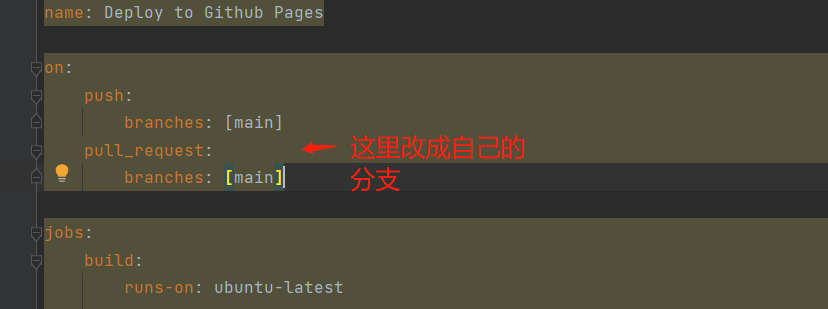 name: Deploy to Github Pages
on:
push:
branches: [main]
pull_request:
branches: [main]
这里改成自己的
分支
jobs:
build:
runs-on: ubuntu-latest